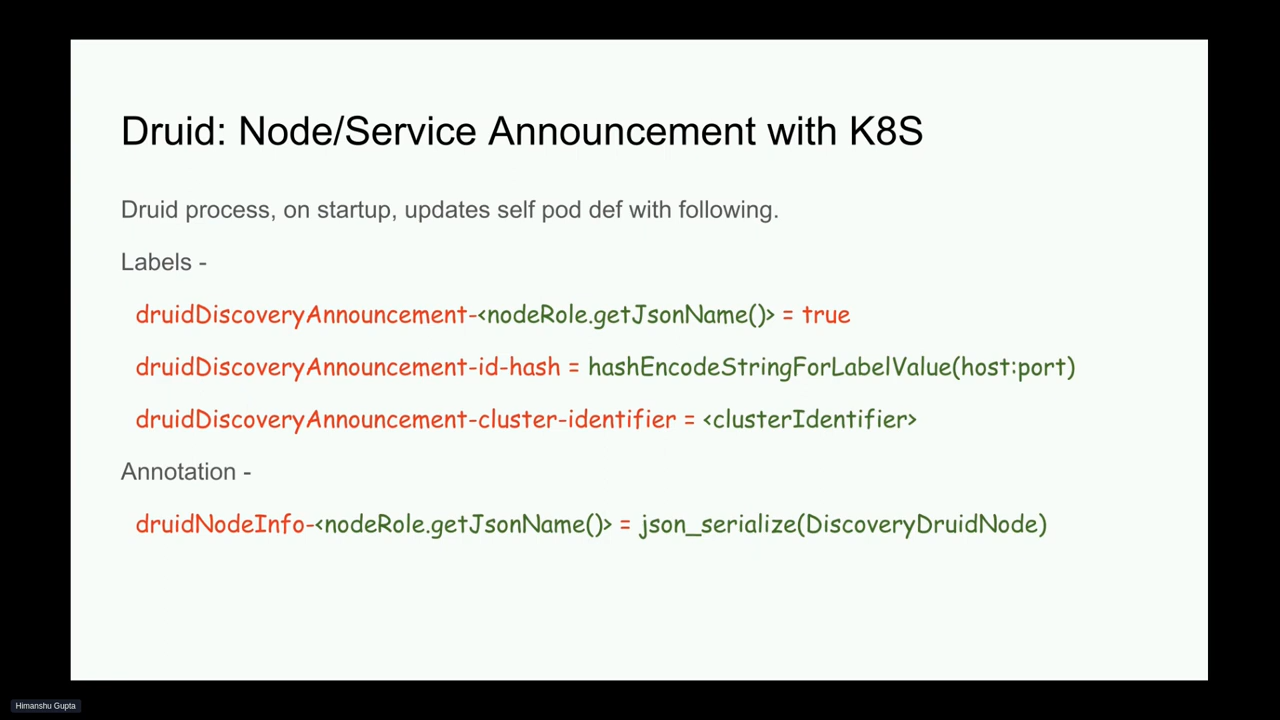 Druid: Node/Service Announcement with K8S
Druid process, on startup, updates self pod def with following.
Labels -
druidDiscoveryAnnouncement-<nodeRole.getJsonName()> = true
druidDiscoveryAnnouncement-id-hash = hashEncodeStringForLabelValue(host:port)
druidDiscoveryAnnouncement-cluster-identifier = <clusterIdentifier>
Annotation -
druidNodeInfo-<nodeRole.getJsonName()> = json_serialize(DiscoveryDruidNode)
Himanshu Gupta